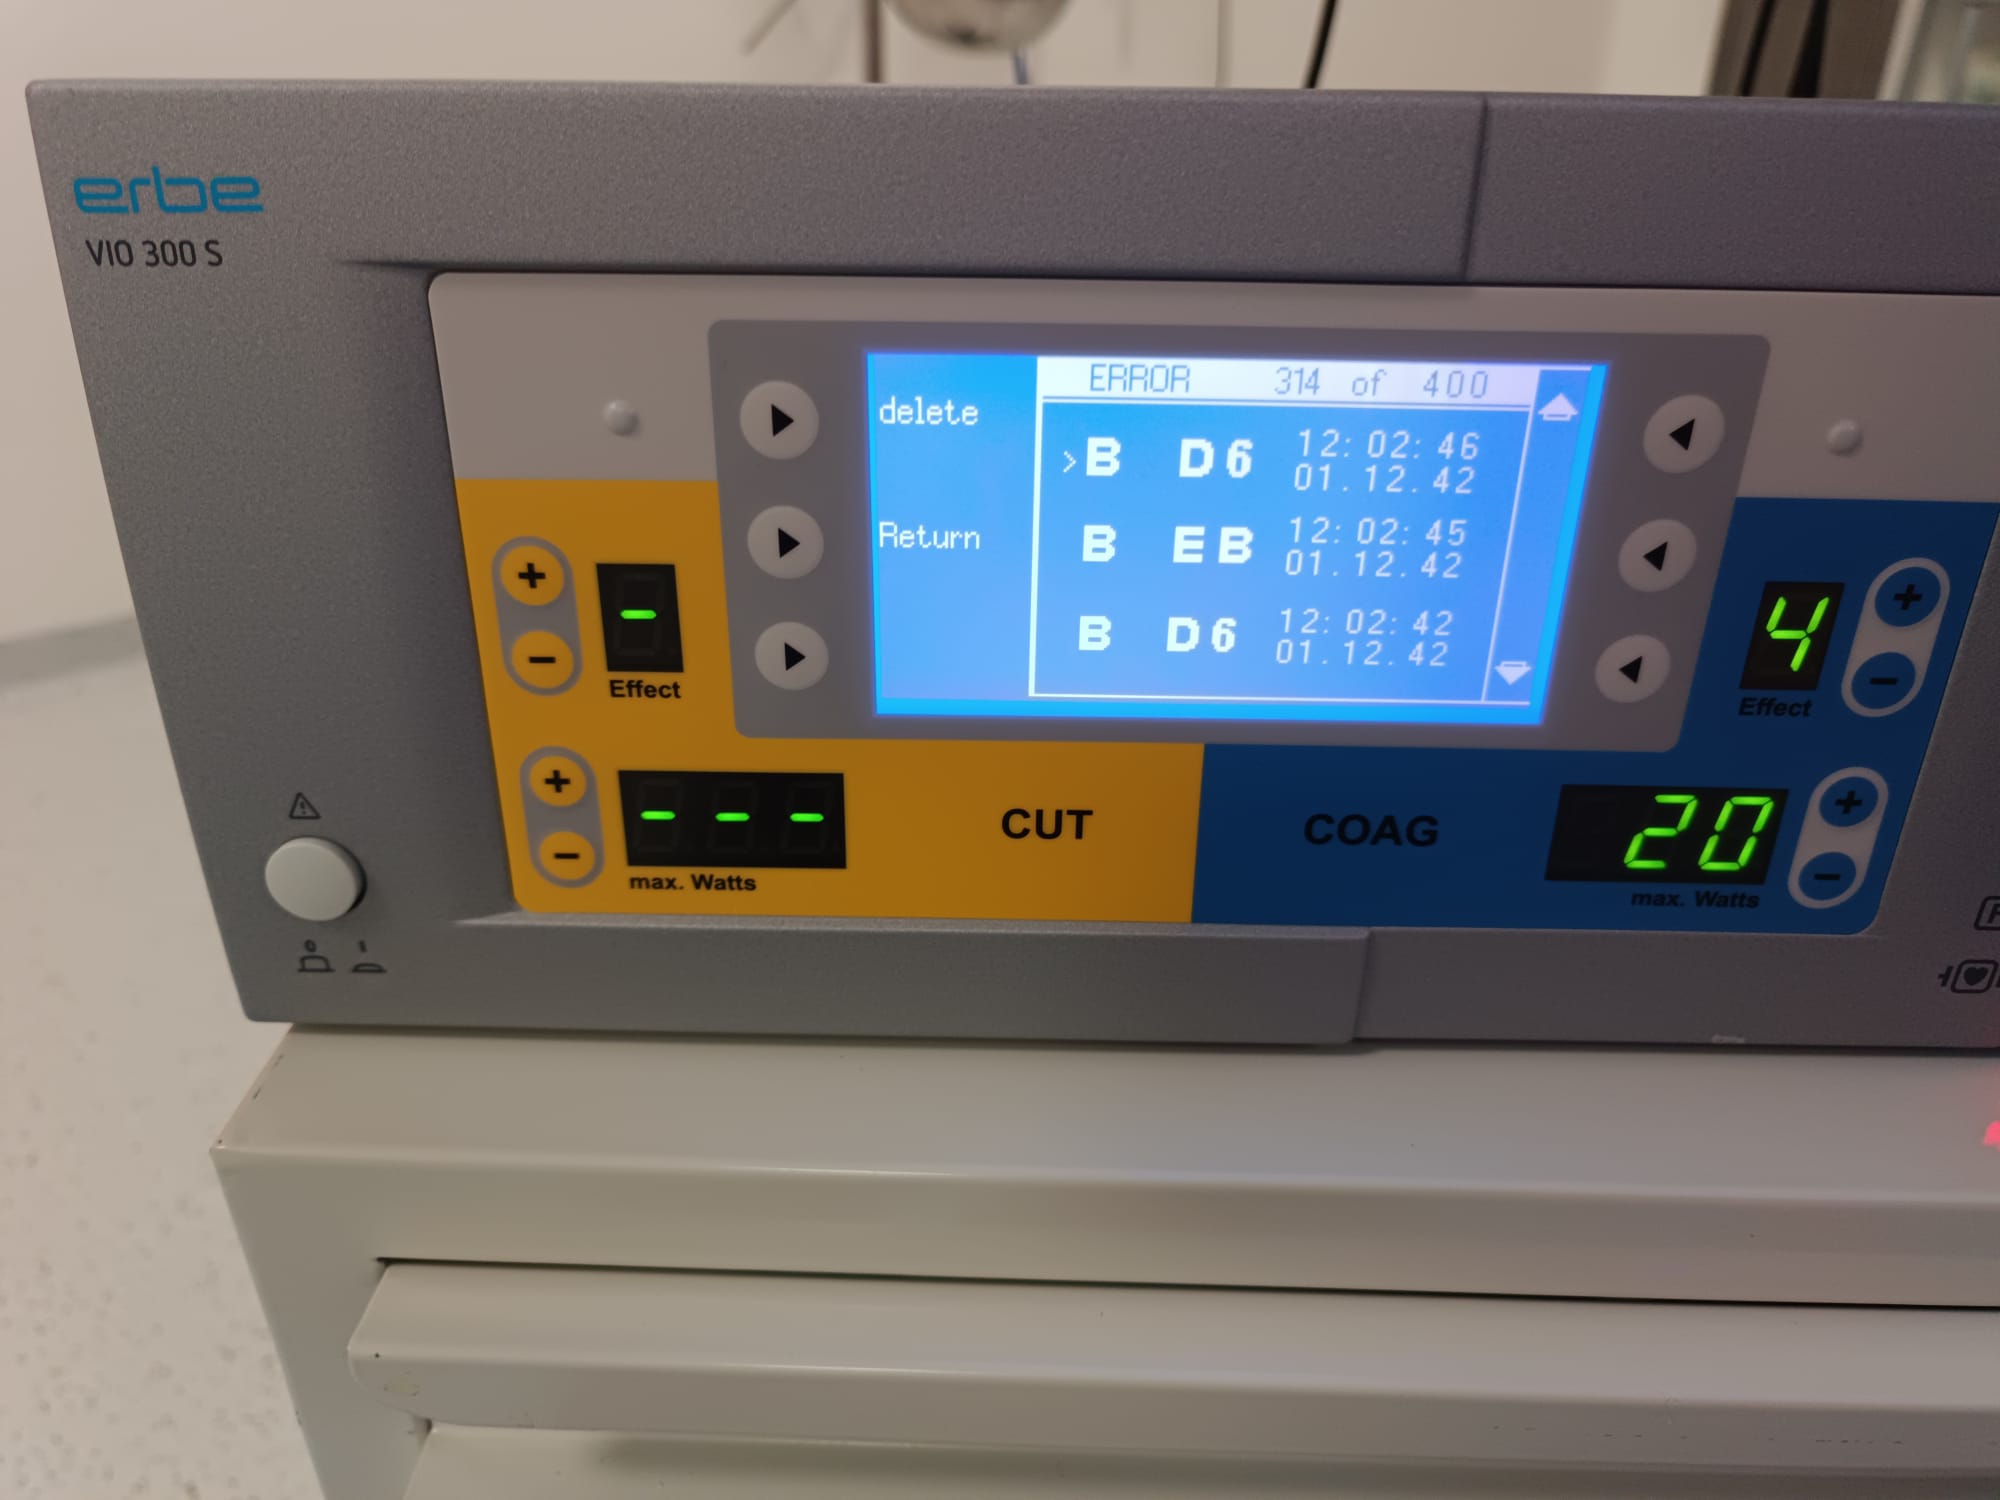 erbe
VIO 300 S
ERROR 314 of 400
delete
>B D6 12:02:46
01.12.42
Return
B EB 12:02:45
01.12.42
B D6 12:02:42
01.12.42
+
-
-
Effect
4
+
-
Effect
+
-
---
max. Watts
CUT
COAG
20
max. Watts
+
-